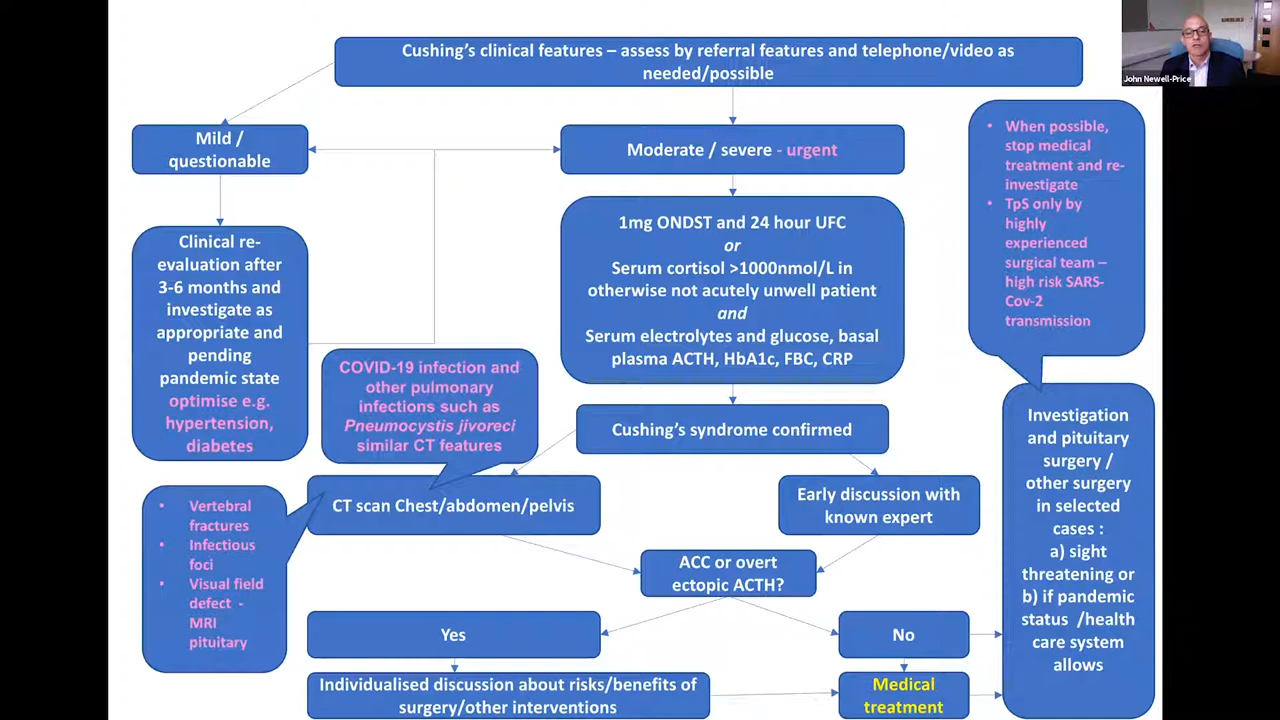 Cushing's clinical features – assess by referral features and telephone/video as
needed/possible
John Newell-Price
Mild /
questionable
Moderate / severe - urgent
• When possible,
stop medical
treatment and re-
investigate
• TpS only by
highly
experienced
surgical team –
high risk SARS-
Cov-2
transmission
Clinical re-
evaluation after
3-6 months and
investigate as
appropriate and
pending
pandemic state
optimise e.g.
hypertension,
diabetes
1mg ONDST and 24 hour UFC
or
Serum cortisol >1000nmol/L in
otherwise not acutely unwell patient
and
Serum electrolytes and glucose, basal
plasma ACTH, HbA1c, FBC, CRP
COVID-19 infection and
other pulmonary
infections such as
Pneumocystis jivoreci
similar CT features
Cushing's syndrome confirmed
CT scan Chest/abdomen/pelvis
Early discussion with
known expert
• Vertebral
fractures
• Infectious
foci
• Visual field
defect -
MRI
pituitary
ACC or overt
ectopic ACTH?
Yes
No
Individualised discussion about risks/benefits of
surgery/other interventions
Medical
treatment
Investigation
and pituitary
surgery /
other surgery
in selected
cases :
a) sight
threatening or
b) if pandemic
status /health
care system
allows